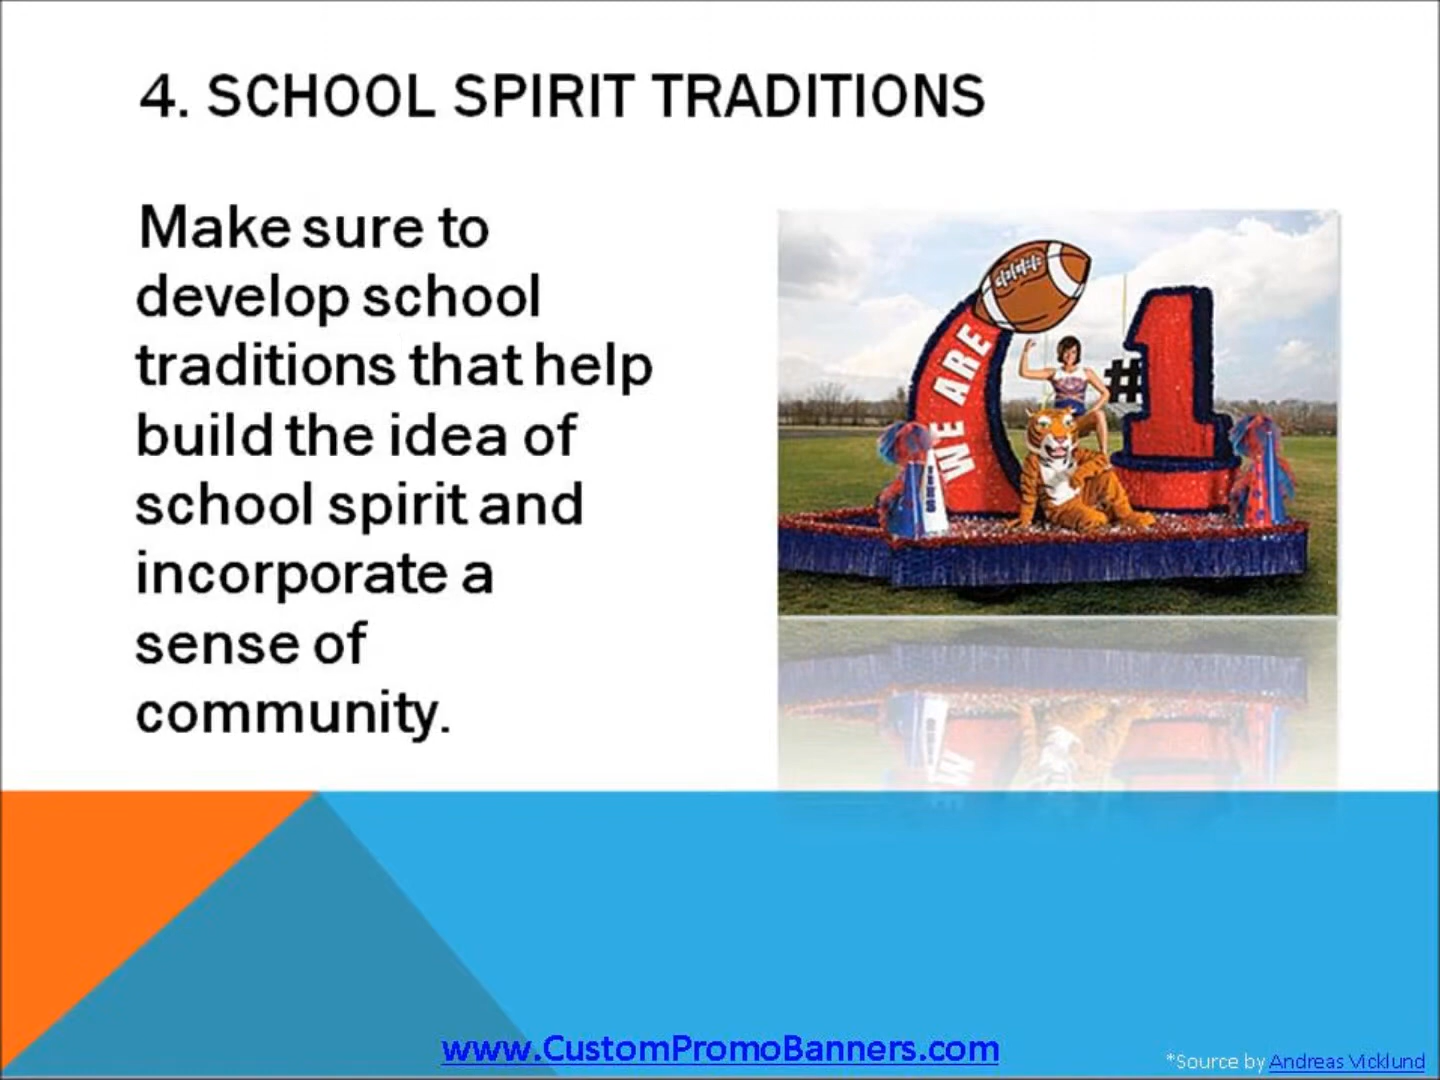 4. SCHOOL SPIRIT TRADITIONS
Make sure to
develop school
traditions that help
build the idea of
school spirit and
incorporate a
sense of
community.
WE ARE
#1
www.CustomPromoBanners.com
*Source by Andreas Vicklund